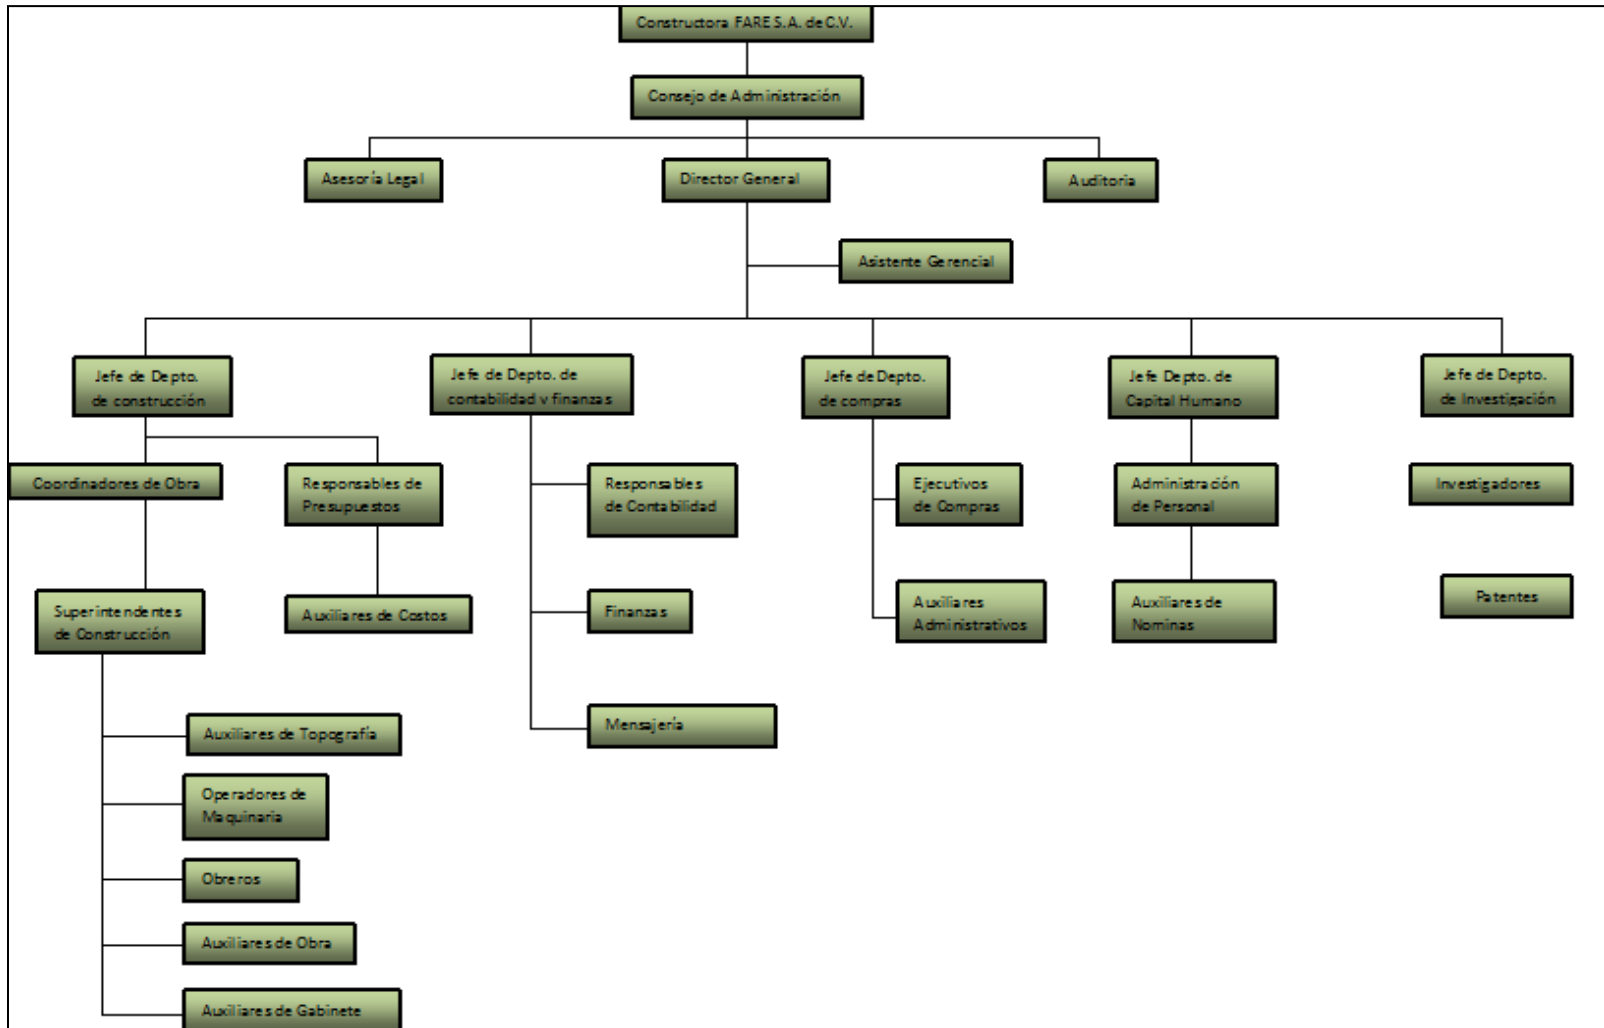 Constructora FARE S.A. de C.V.
Consejo de Administración
Asesoría Legal
Director General
Auditoria
Asistente Gerencial
Jefe de Depto.
de construcción
Jefe de Depto. de
contabilidad y finanzas
Jefe de Depto.
de compras
Jefe Depto. de
Capital Humano
Jefe de Depto.
de Investigación
Coordinadores de Obra
Responsables de
Presupuestos
Responsables
de Contabilidad
Ejecutivos
de Compras
Administración
de Personal
Investigadores
Superintendentes
de Construcción
Auxiliares de Costos
Finanzas
Auxiliares
Administrativos
Auxiliares de
Nominas
Patentes
Mensajería
Auxiliares de Topografía
Operadores de
Maquinaria
Obreros
Auxiliares de Obra
Auxiliares de Gabinete